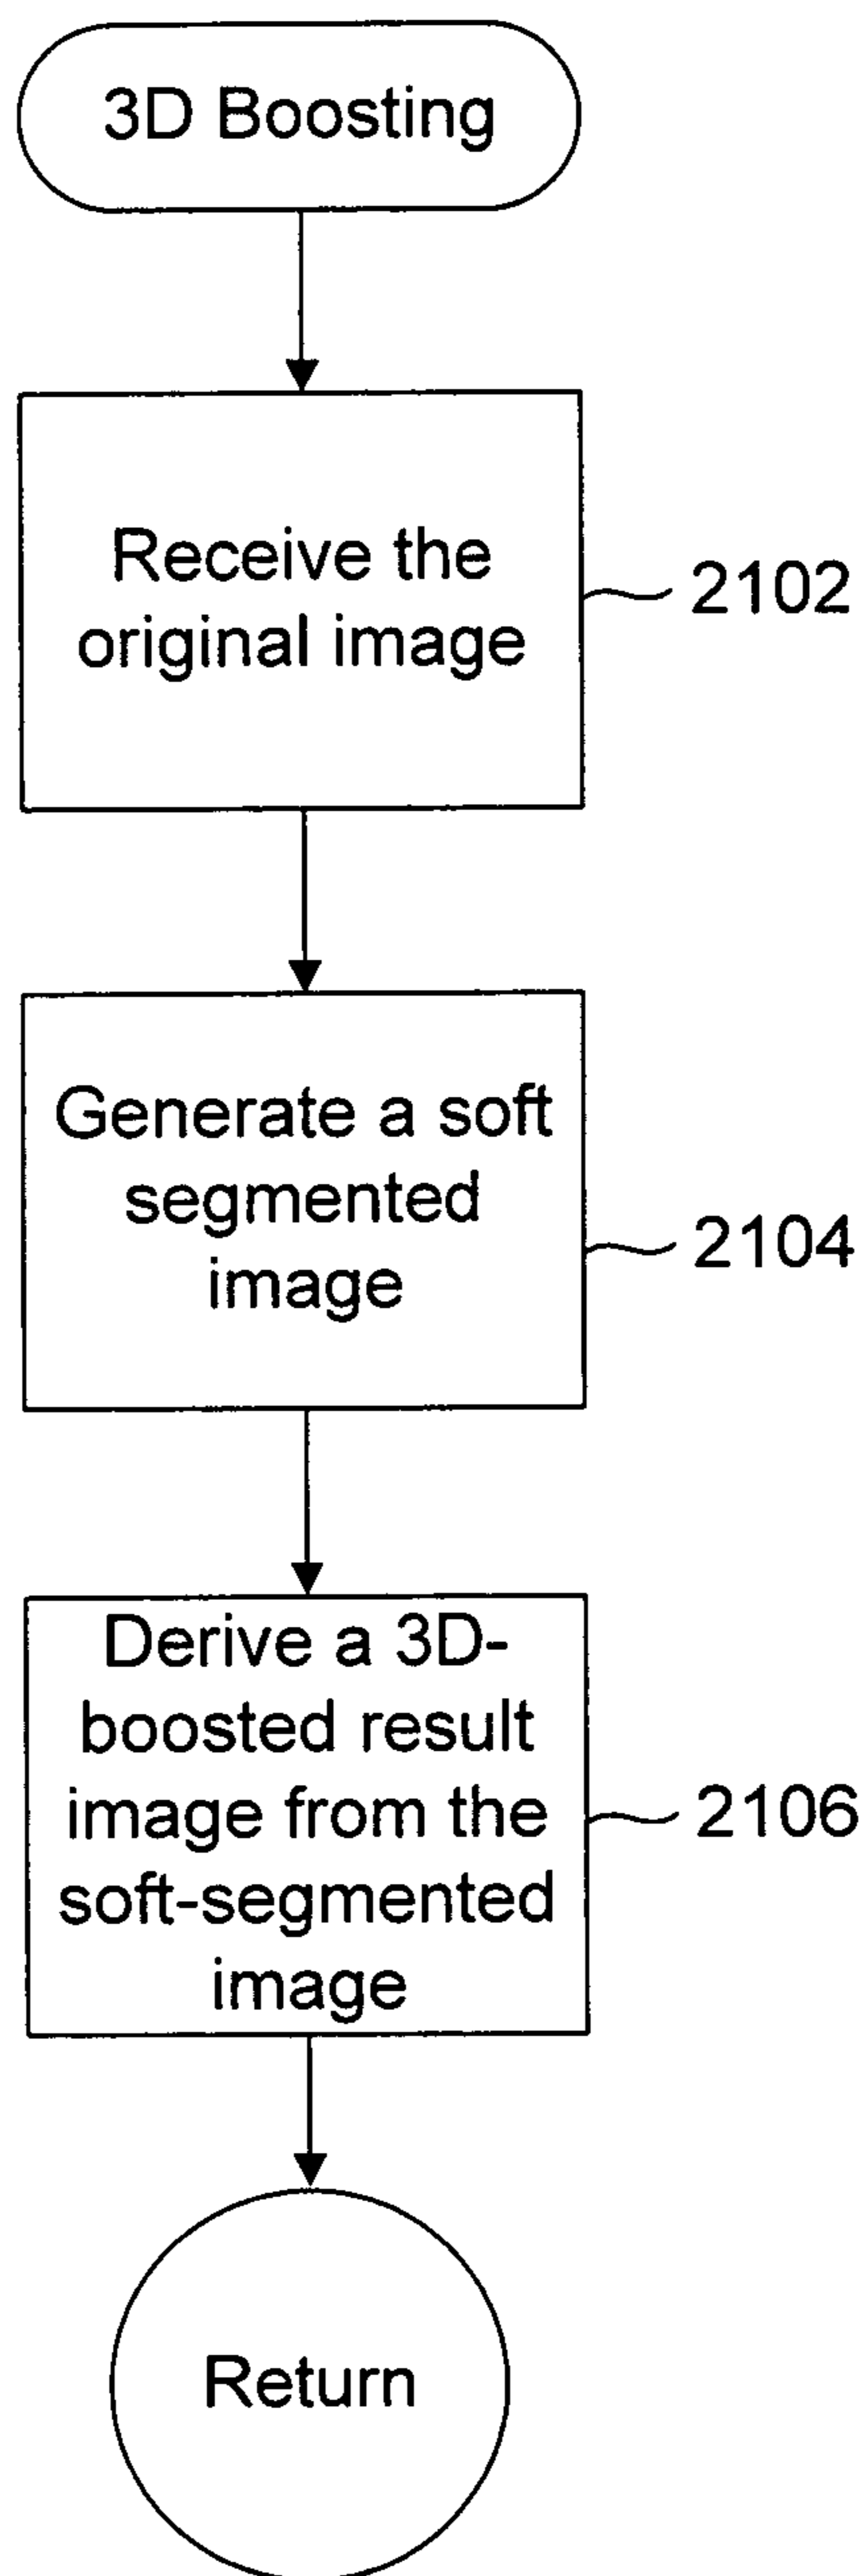 3D Boosting
Receive the
original image
2102
Generate a soft
segmented
image
2104
Derive a 3D-
boosted result
image from the
soft-segmented
image
2106
Return